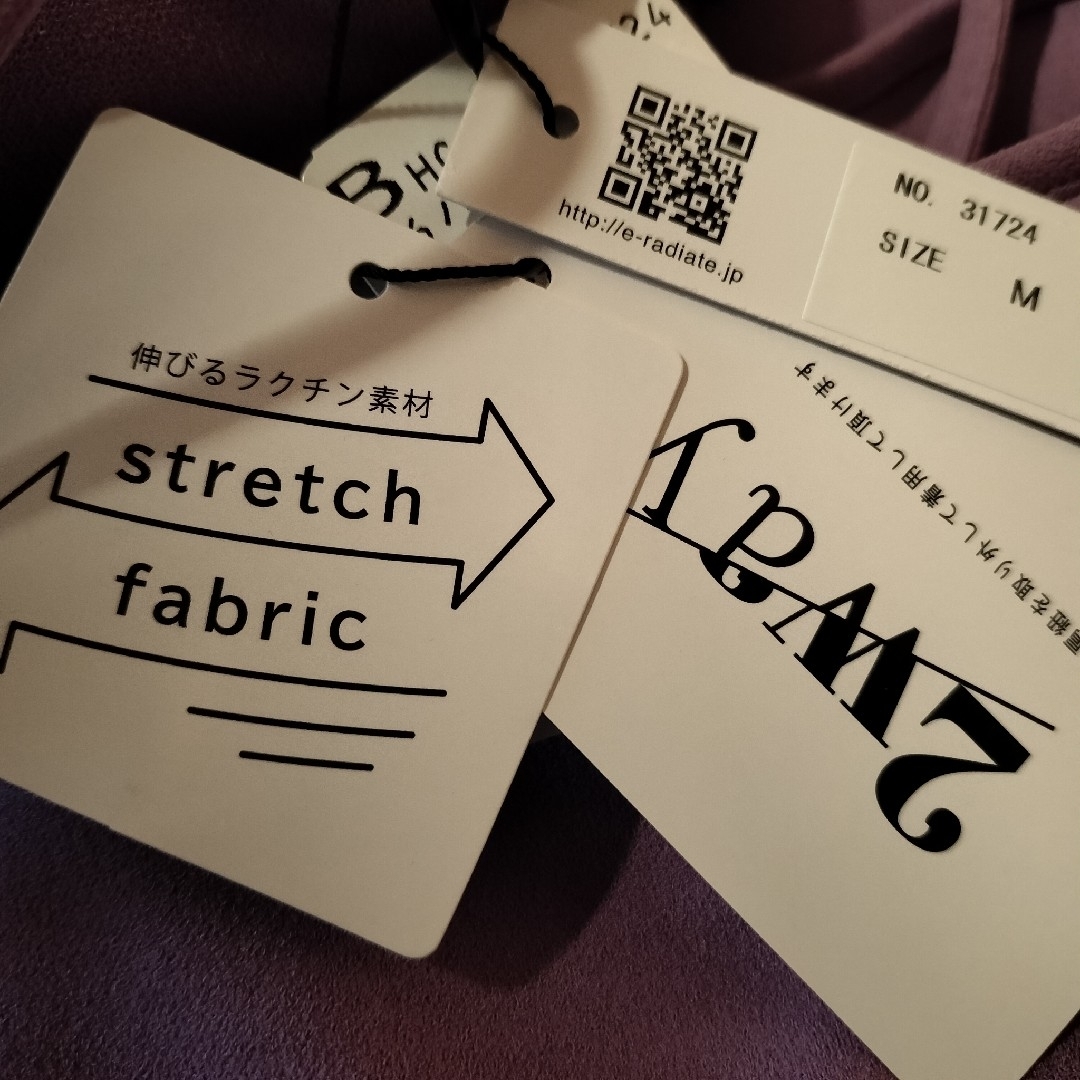 伸びるラクチン素材
stretch
fabric
http://e-radiate.jp
NO. 31724
SIZE M
2way
肩紐を取り外して着用して頂けます
B HO